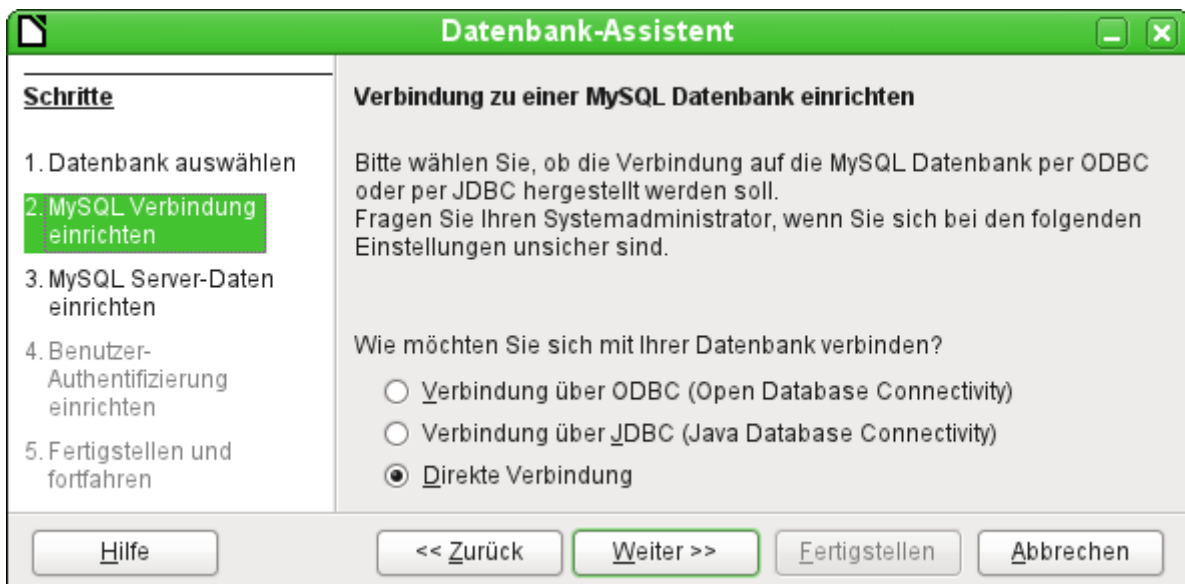 Datenbank-Assistent
Schritte
1. Datenbank auswählen
2. MySQL Verbindung
einrichten
3. MySQL Server-Daten
einrichten
4. Benutzer-
Authentifizierung
einrichten
5. Fertigstellen und
fortfahren
Verbindung zu einer MySQL Datenbank einrichten
Bitte wählen Sie, ob die Verbindung auf die MySQL Datenbank per ODBC
oder per JDBC hergestellt werden soll.
Fragen Sie Ihren Systemadministrator, wenn Sie sich bei den folgenden
Einstellungen unsicher sind.
Wie möchten Sie sich mit Ihrer Datenbank verbinden?
Verbindung über ODBC (Open Database Connectivity)
Verbindung über JDBC (Java Database Connectivity)
Direkte Verbindung
Hilfe
<< Zurück
Weiter >>
Fertigstellen
Abbrechen